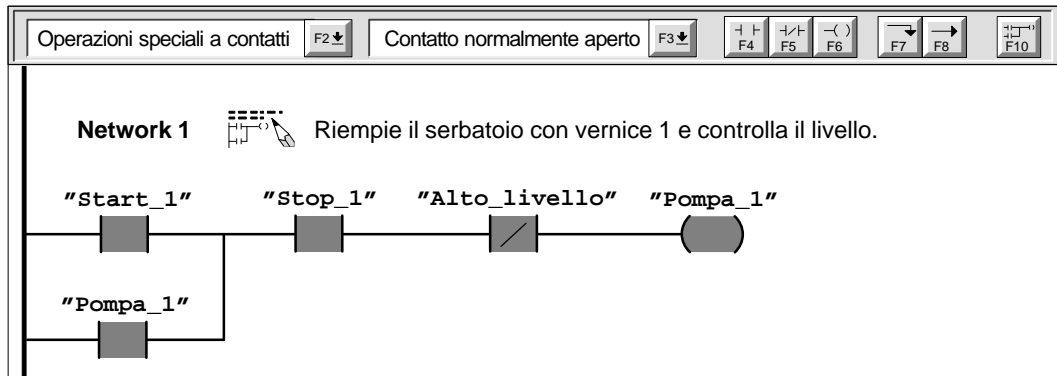 Operazioni speciali a contatti F2 Contatto normalmente aperto F3 F4 F5 F6 F7 F8 F10
Network 1 Riempie il serbatoio con vernice 1 e controlla il livello.
"Start_1" "Stop_1" "Alto_livello" "Pompa_1"
"Pompa_1"